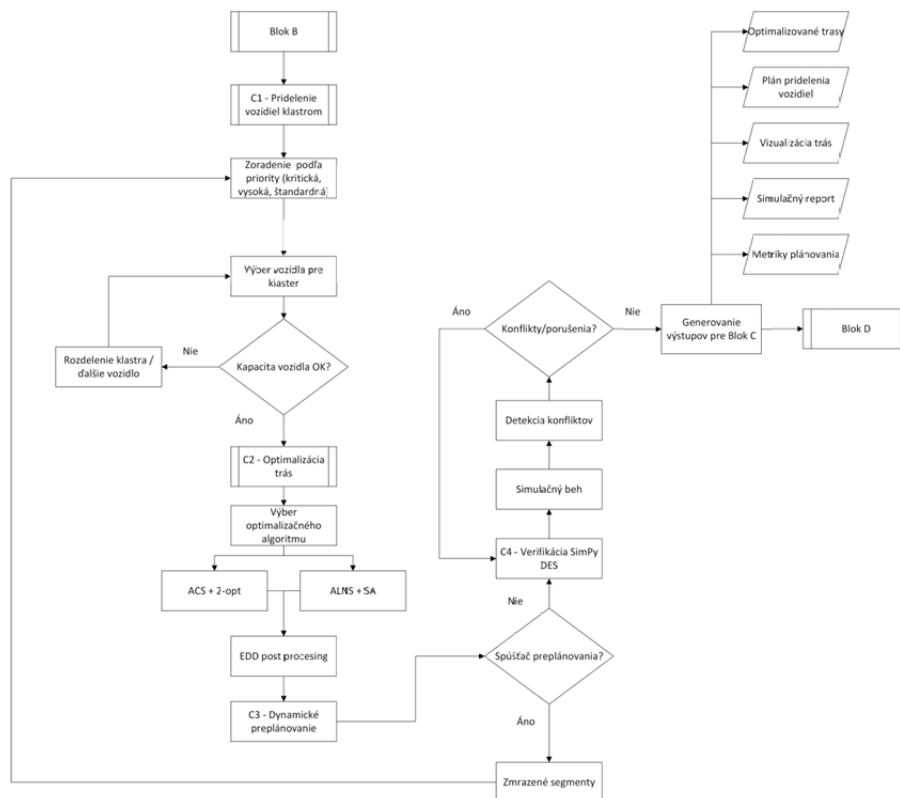 Blok B
C1 - Pridelenie
vozidiel klastrom
Zoradenie podľa
priority (kritická,
vysoká, štandardná)
Výber vozidla pre
klaster
Kapacita vozidla OK?
Nie
Rozdelenie klastra /
ďalšie vozidlo
Áno
C2 - Optimalizácia
trás
Výber
optimalizačného
algoritmu
ACS + 2-opt
ALNS + SA
EDD post procesing
C3 - Dynamické
preplánovanie
Spúšťač preplánovania?
Áno
Zmrazené segmenty
Nie
C4 - Verifikácia SimPy
DES
Simulačný beh
Detekcia konfliktov
Konflikty/porušenia?
Áno
Nie
Generovanie
výstupov pre Blok C
Blok D
Optimalizované trasy
Plán pridelenia
vozidiel
Vizualizácia trás
Simulačný report
Metriky plánovania